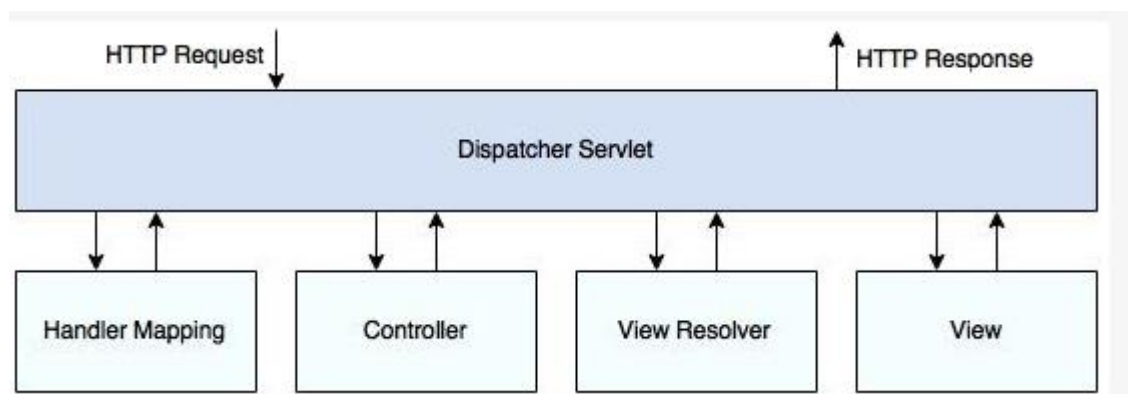 HTTP Request
HTTP Response
Dispatcher Servlet
Handler Mapping
Controller
View Resolver
View